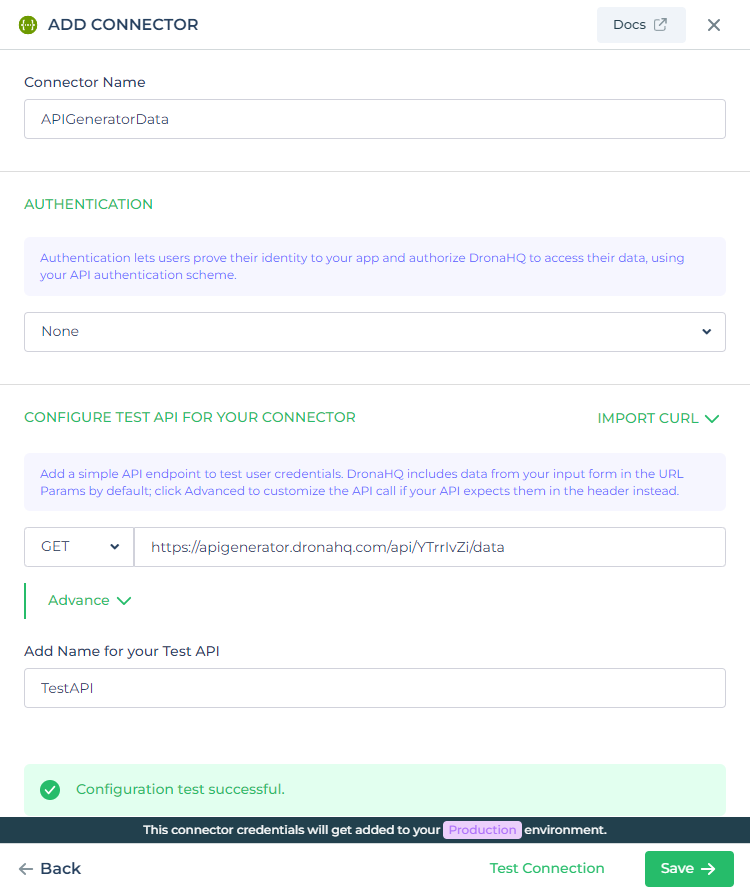 ADD CONNECTOR
Docs
Connector Name
APIGeneratorData
AUTHENTICATION
Authentication lets users prove their identity to your app and authorize DronaHQ to access their data, using
your API authentication scheme.
None
CONFIGURE TEST API FOR YOUR CONNECTOR
IMPORT CURL
Add a simple API endpoint to test user credentials. DronaHQ includes data from your input form in the URL
Params by default; click Advanced to customize the API call if your API expects them in the header instead.
GET
https://apigenerator.dronahq.com/api/YTrrIvZi/data
Advance
Add Name for your Test API
TestAPI
Configuration test successful.
This connector credentials will get added to your Production environment.
Back
Test Connection
Save